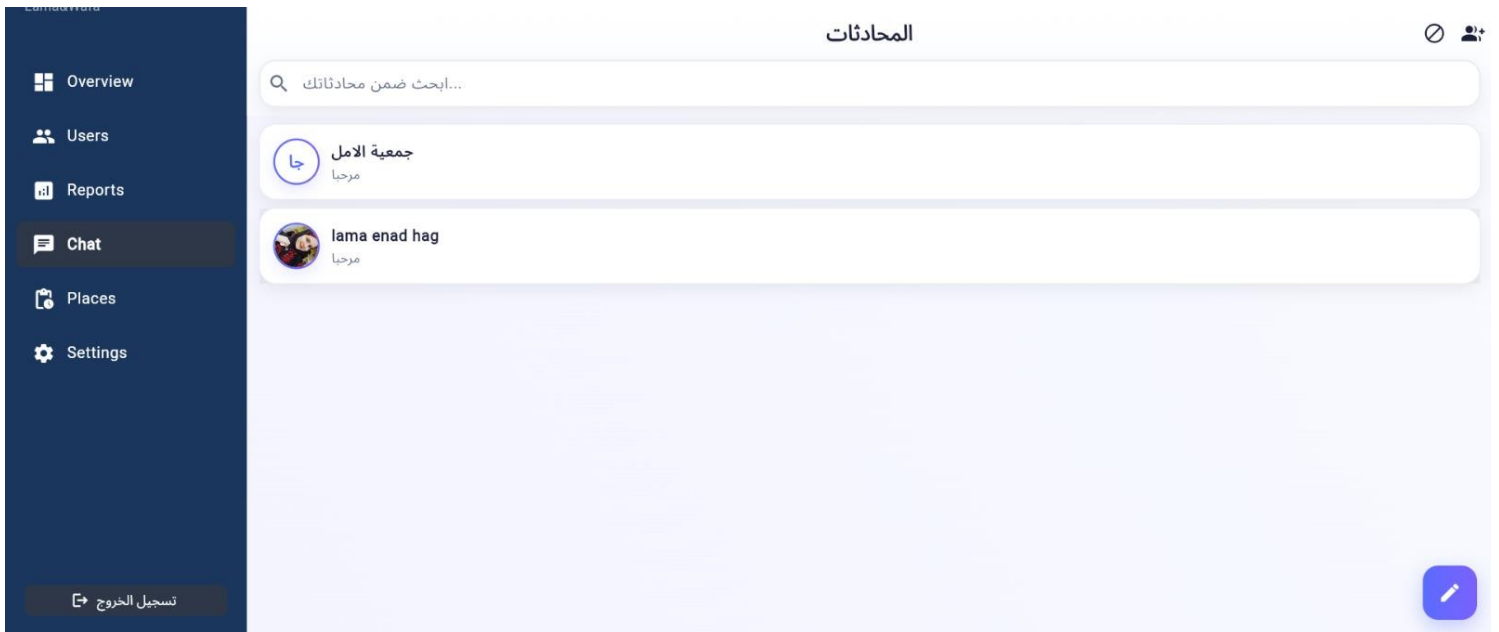 Overview
Users
Reports
Chat
Places
Settings
تسجيل الخروج
المحادثات
ابحث ضمن محادثاتك...
جا
جمعية الامل
مرحبا
lama enad hag
مرحبا